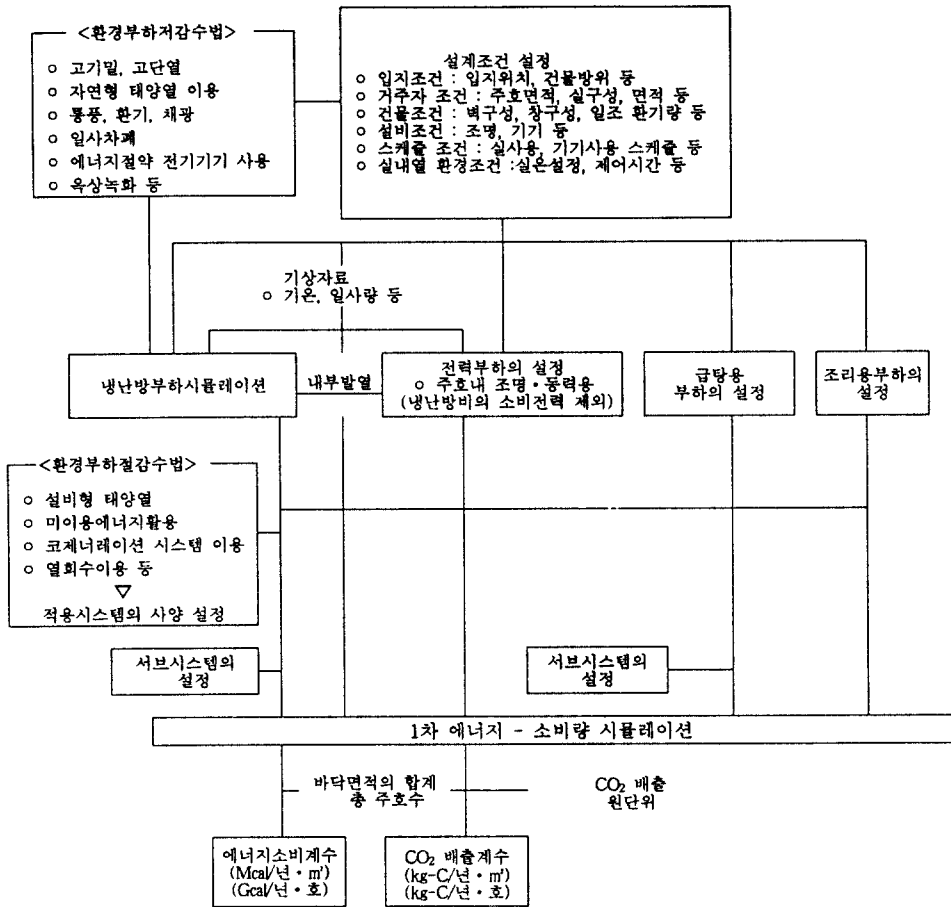 <환경부하저감수법>
○ 고기밀, 고단열
○ 자연형 태양열 이용
○ 통풍, 환기, 채광
○ 일사차폐
○ 에너지절약 전기기기 사용
○ 옥상녹화 등
설계조건 설정
○ 입지조건 : 입지위치, 건물방위 등
○ 거주자 조건 : 주호면적, 실구성, 면적 등
○ 건물조건 : 벽구성, 창구성, 일조 환기량 등
○ 설비조건 : 조명, 기기 등
○ 스케쥴 조건 : 실사용, 기기사용 스케쥴 등
○ 실내열 환경조건 :실온설정, 제어시간 등
기상자료
○ 기온, 일사량 등
냉난방부하시뮬레이션
내부발열
전력부하의 설정
○ 주호내 조명·동력용
(냉난방비의 소비전력 제외)
급탕용
부하의 설정
조리용부하의
설정
<환경부하절감수법>
○ 설비형 태양열
○ 미이용에너지활용
○ 코제너레이션 시스템 이용
○ 열회수이용 등
▽
적용시스템의 사양 설정
서브시스템의
설정
서브시스템의
설정
1차 에너지 - 소비량 시뮬레이션
바닥면적의 합계
총 주호수
CO₂ 배출
원단위
에너지소비계수
(Mcal/년·㎡)
(Gcal/년·호)
CO₂ 배출계수
(kg-C/년·㎡)
(kg-C/년·호)